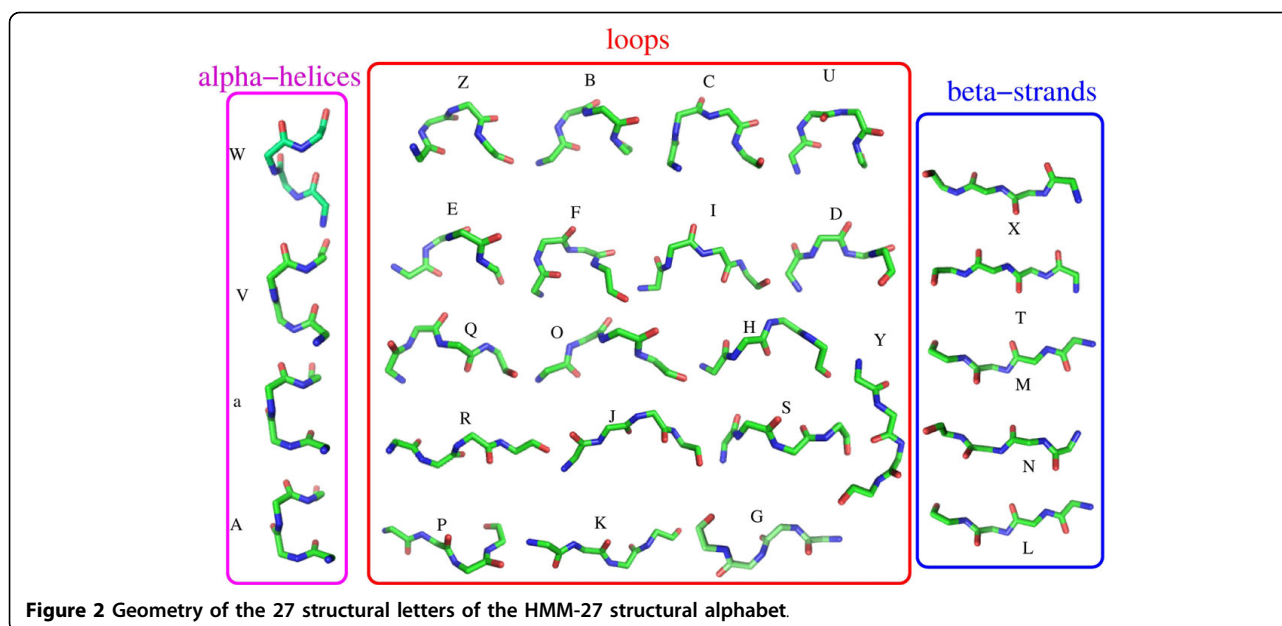 loops
alpha-helices
beta-strands
Z B C U
W
X
E F I D
V
T
Q O H Y
M
a
R J S
N
A
P K G
L
Figure 2 Geometry of the 27 structural letters of the HMM-27 structural alphabet.